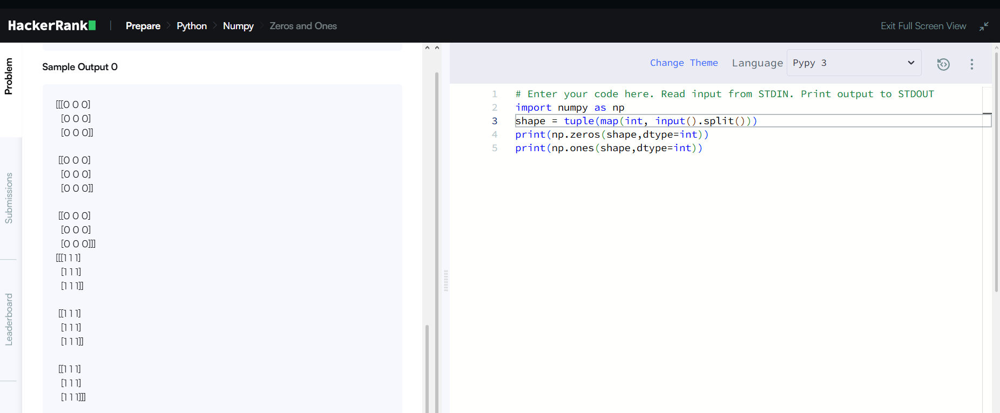 HackerRank | Prepare > Python > Numpy > Zeros and Ones
Exit Full Screen View
Problem
Submissions
Leaderboard
Sample Output 0
[[[0 0 0]
[0 0 0]
[0 0 0]]
[[0 0 0]
[0 0 0]
[0 0 0]]
[[0 0 0]
[0 0 0]
[0 0 0]]]
[[[1 1 1]
[1 1 1]
[1 1 1]]
[[1 1 1]
[1 1 1]
[1 1 1]]
[[1 1 1]
[1 1 1]
[1 1 1]]]
Change Theme Language Pypy 3
1 # Enter your code here. Read input from STDIN. Print output to STDOUT
2 import numpy as np
3 shape = tuple(map(int, input().split()))
4 print(np.zeros(shape,dtype=int))
5 print(np.ones(shape,dtype=int))